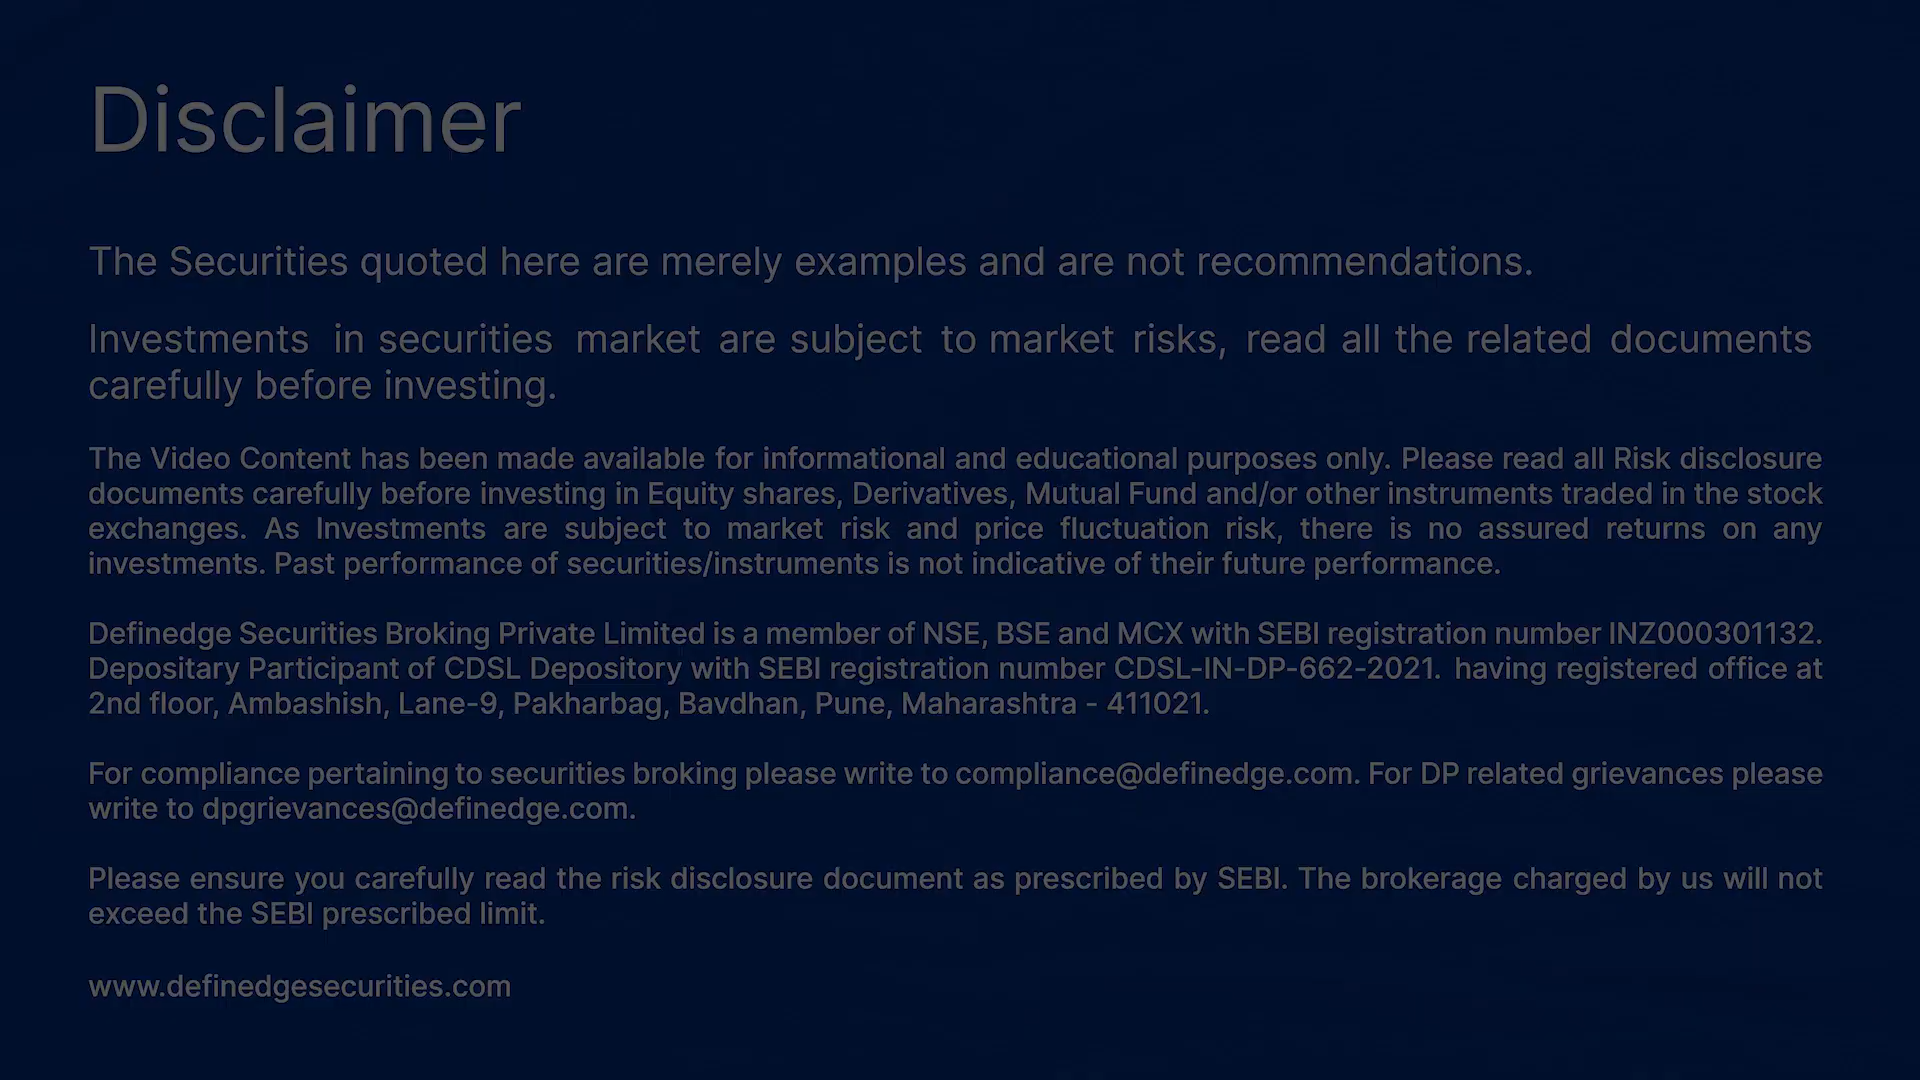 Disclaimer
The Securities quoted here are merely examples and are not recommendations.
Investments in securities market are subject to market risks, read all the related documents
carefully before investing.
The Video Content has been made available for informational and educational purposes only. Please read all Risk disclosure
documents carefully before investing in Equity shares, Derivatives, Mutual Fund and/or other instruments traded in the stock
exchanges. As Investments are subject to market risk and price fluctuation risk, there is no assured returns on any
investments. Past performance of securities/instruments is not indicative of their future performance.
Definedge Securities Broking Private Limited is a member of NSE, BSE and MCX with SEBI registration number INZ000301132.
Depositary Participant of CDSL Depository with SEBI registration number CDSL-IN-DP-662-2021. having registered office at
2nd floor, Ambashish, Lane-9, Pakharbag, Bavdhan, Pune, Maharashtra - 411021.
For compliance pertaining to securities broking please write to compliance@definedge.com. For DP related grievances please
write to dpgrievances@definedge.com.
Please ensure you carefully read the risk disclosure document as prescribed by SEBI. The brokerage charged by us will not
exceed the SEBI prescribed limit.
www.definedgesecurities.com